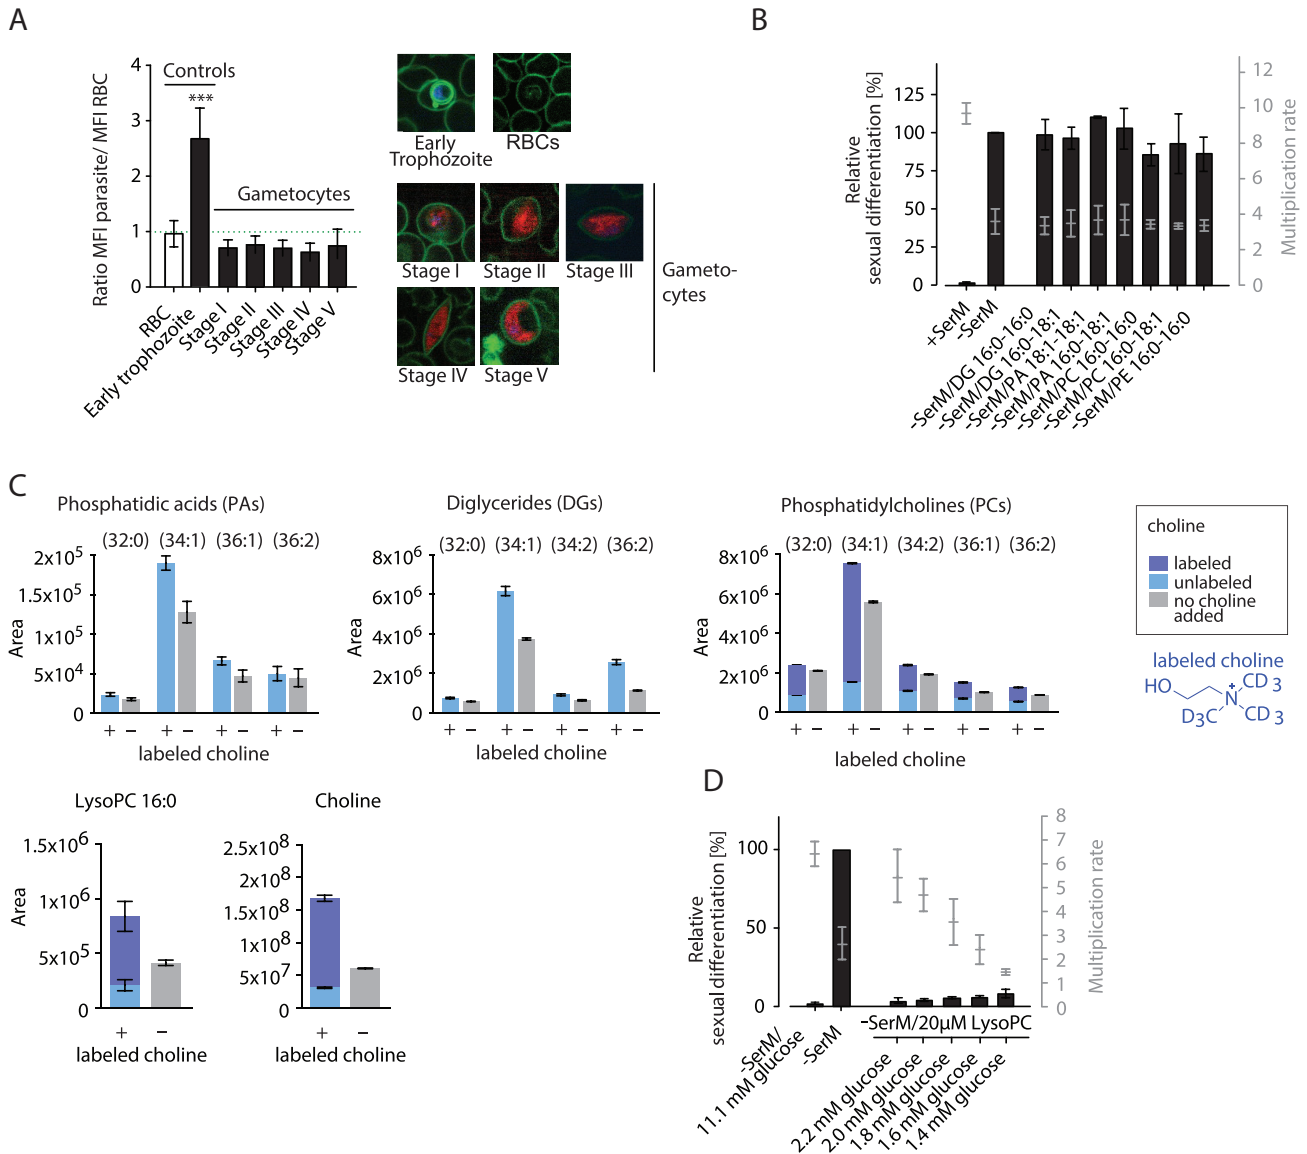 A
Ratio MFI parasite/ MFI RBC
4
3
2
1
0
Controls
***
Gametocytes
RBC
Early trophozoite
Stage I
Stage II
Stage III
Stage IV
Stage V
Early
Trophozoite
RBCs
Stage I
Stage II
Stage III
Stage IV
Stage V
Gameto-
cytes
B
Relative
sexual differentiation [%]
125
100
75
50
25
0
12
10
8
6
4
2
0
Multiplication rate
+SerM
-SerM
-SerM/DG 16:0-16:0
-SerM/DG 16:0-18:1
-SerM/PA 18:1-18:1
-SerM/PA 16:0-18:1
-SerM/PC 16:0-16:0
-SerM/PC 16:0-18:1
-SerM/PE 16:0-16:0
C
Phosphatidic acids (PAs)
(32:0) (34:1) (36:1) (36:2)
Area
2x10⁵
1.5x10⁵
1x10⁵
5x10⁴
0
+ − + − + − + −
labeled choline
Diglycerides (DGs)
(32:0) (34:1) (34:2) (36:2)
Area
8x10⁶
6x10⁶
4x10⁶
2x10⁶
0
+ − + − + − + −
labeled choline
Phosphatidylcholines (PCs)
(32:0) (34:1) (34:2) (36:1) (36:2)
Area
8x10⁶
6x10⁶
4x10⁶
2x10⁶
0
+ − + − + − + − + −
labeled choline
choline
labeled
unlabeled
no choline
added
labeled choline
HO
N
+
CD 3
D3C
CD 3
LysoPC 16:0
Area
1.5x10⁶
1x10⁶
5x10⁵
0
+ −
labeled choline
Choline
2.5x10⁸
2x10⁸
1.5x10⁸
1x10⁸
5x10⁷
0
+ −
labeled choline
D
Relative
sexual differentiation [%]
100
50
0
8
7
6
5
4
3
2
1
0
Multiplication rate
-SerM/
11.1 mM glucose
-SerM
-SerM/20µM LysoPC
2.2 mM glucose
2.0 mM glucose
1.8 mM glucose
1.6 mM glucose
1.4 mM glucose